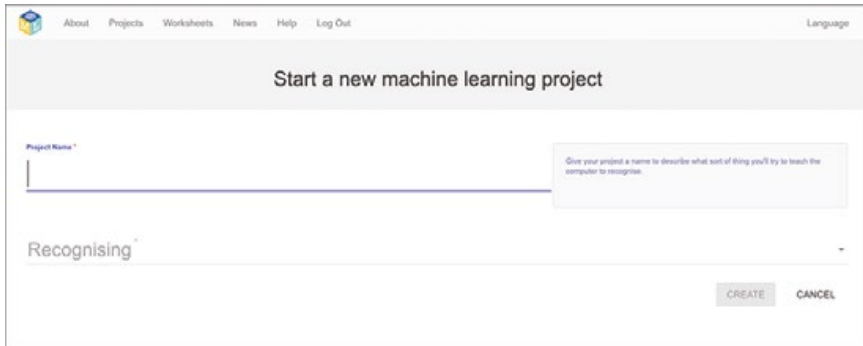 About Projects Worksheets News Help Log Out Language
Start a new machine learning project
Project Name *
Give your project a name to describe what sort of thing you'll try to teach the
computer to recognise.
Recognising *
CREATE CANCEL